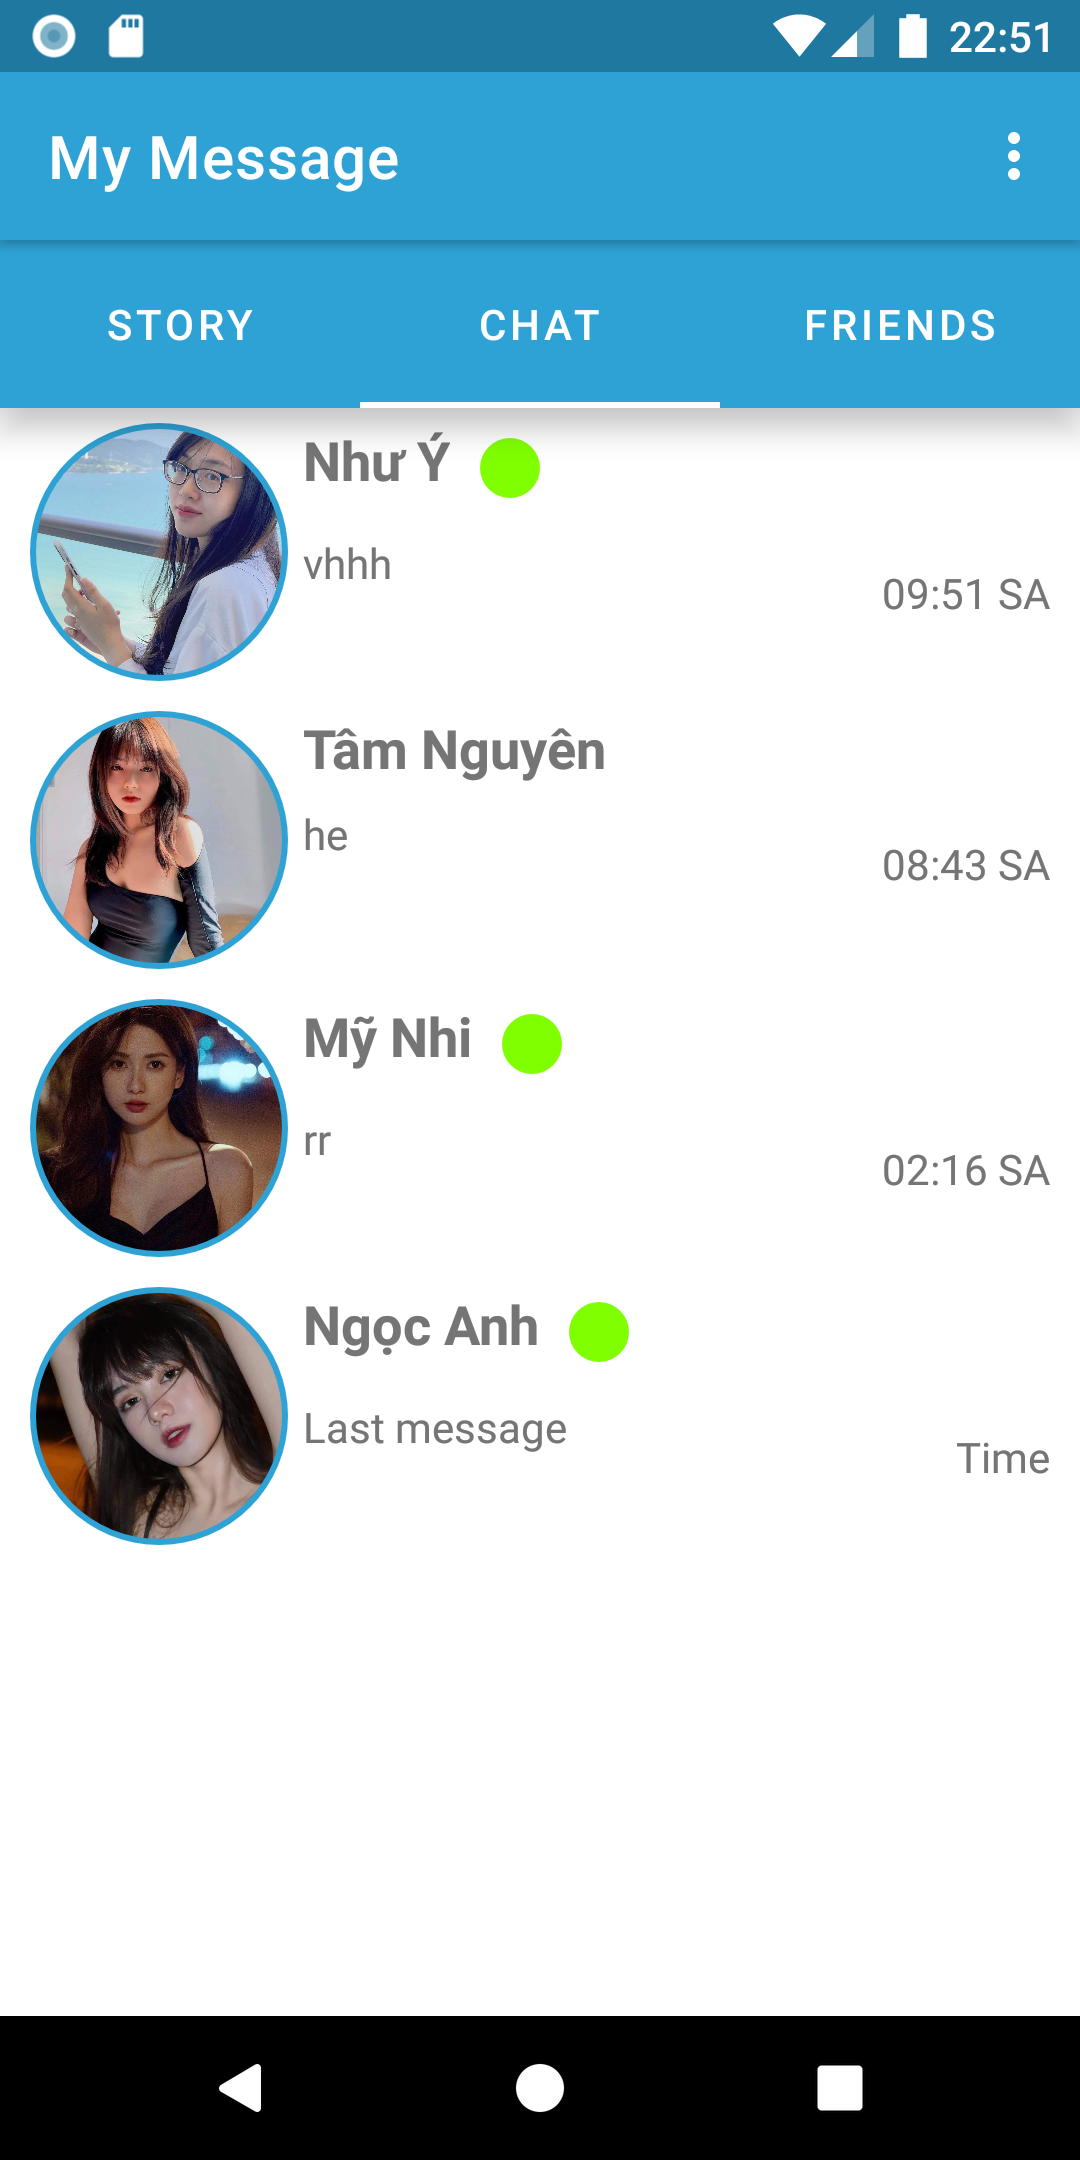 22:51
My Message
STORY CHAT FRIENDS
Như Ý
vhhh
09:51 SA
Tâm Nguyên
he
08:43 SA
Mỹ Nhi
rr
02:16 SA
Ngọc Anh
Last message
Time